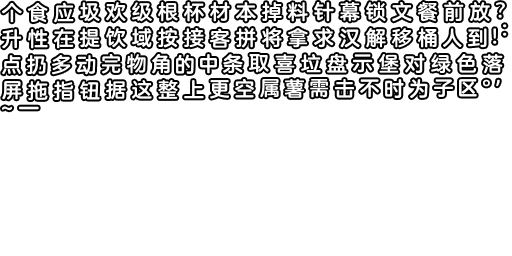 个食应圾欢级根杯材本掉料针幕锁文餐前放?
升性在提饮域按接客拼将拿求汉解移桶人到!:
点扔多动完物角的中条取喜垃盘示堡对绿色落
屏拖指钮据这整上更空属薯需击不时为子区°,
~一